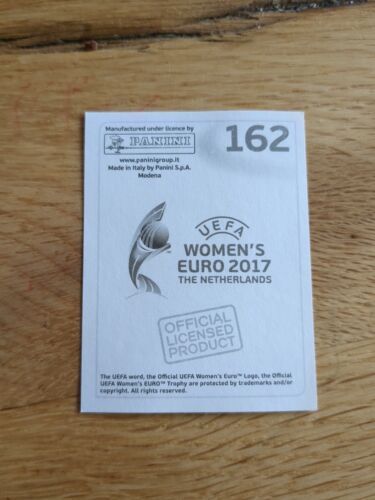 Manufactured under licence by
PANINI
162
www.paninigroup.it
Made in Italy by Panini S.p.A.
Modena
UEFA
WOMEN'S
EURO 2017
THE NETHERLANDS
OFFICIAL
LICENSED
PRODUCT
The UEFA word, the Official UEFA Women's Euro™ Logo, the Official
UEFA Women's EURO™ Trophy are protected by trademarks and/or
copyright. All rights reserved.